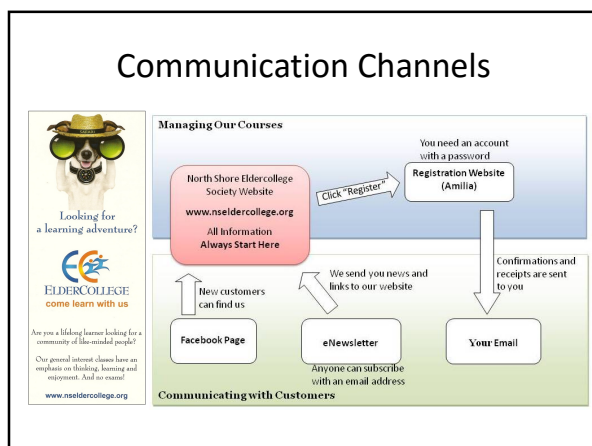 Communication Channels
Looking for
a learning adventure?
ELDERCOLLEGE
come learn with us
Are you a lifelong learner looking for a
community of like-minded people?
Our general interest classes have an
emphasis on thinking, learning and
enjoyment. And no exams!
www.nseldercollege.org
Managing Our Courses
North Shore Eldercollege
Society Website
www.nseldercollege.org
All Information
Always Start Here
Click "Register"
You need an account
with a password
Registration Website
(Amilia)
Confirmations and
receipts are sent
to you
We send you news and
links to our website
New customers
can find us
Facebook Page
eNewsletter
Your Email
Anyone can subscribe
with an email address
Communicating with Customers